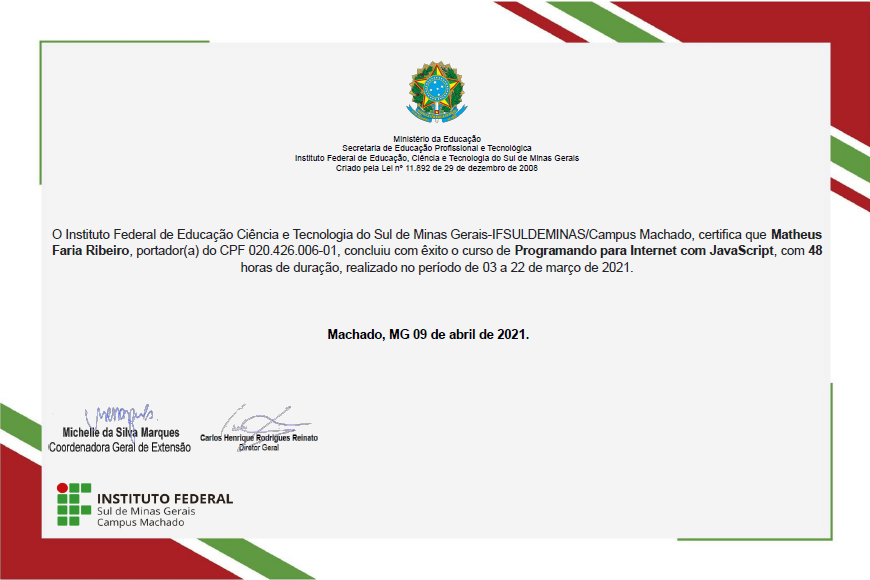 Ministério da Educação
Secretaria de Educação Profissional e Tecnológica
Instituto Federal de Educação, Ciência e Tecnologia do Sul de Minas Gerais
Criado pela Lei nº 11.892 de 29 de dezembro de 2008
O Instituto Federal de Educação Ciência e Tecnologia do Sul de Minas Gerais-IFSULDEMINAS/Campus Machado, certifica que Matheus
Faria Ribeiro, portador(a) do CPF 020.426.006-01, concluiu com êxito o curso de Programando para Internet com JavaScript, com 48
horas de duração, realizado no período de 03 a 22 de março de 2021.
Machado, MG 09 de abril de 2021.
Michelle da Silva Marques
Coordenadora Geral de Extensão
Carlos Henrique Rodrigues Reinato
Diretor Geral
INSTITUTO FEDERAL
Sul de Minas Gerais
Campus Machado